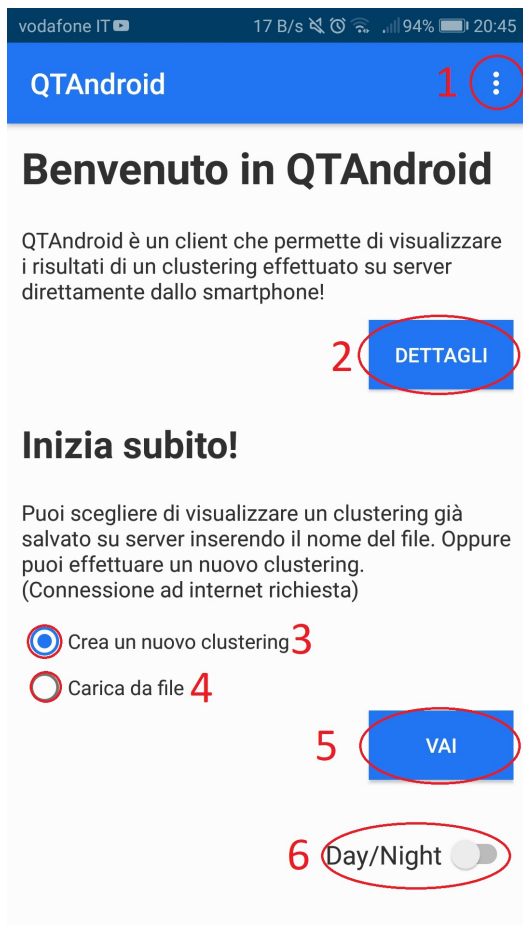 vodafone IT 17 B/s 94% 20:45
QTAndroid 1
Benvenuto in QTAndroid
QTAndroid è un client che permette di visualizzare
i risultati di un clustering effettuato su server
direttamente dallo smartphone!
2 DETTAGLI
Inizia subito!
Puoi scegliere di visualizzare un clustering già
salvato su server inserendo il nome del file. Oppure
puoi effettuare un nuovo clustering.
(Connessione ad internet richiesta)
Crea un nuovo clustering 3
Carica da file 4
5 VAI
6 Day/Night